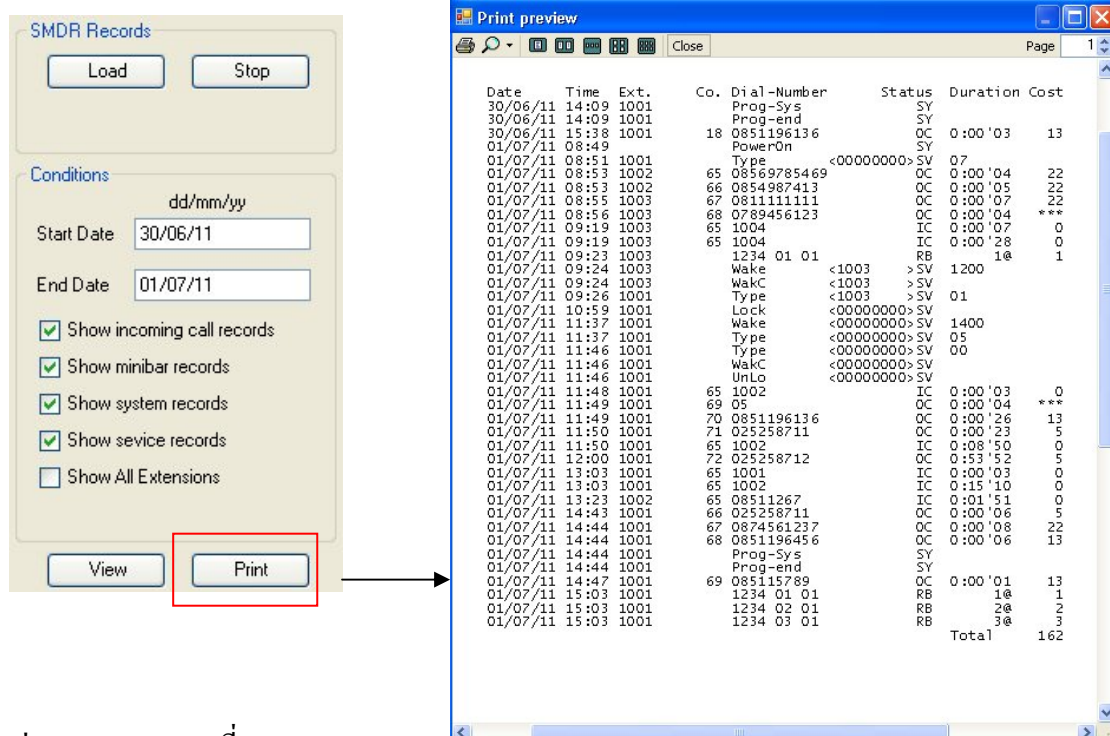 SMDR Records
Load Stop
Conditions
dd/mm/yy
Start Date 30/06/11
End Date 01/07/11
Show incoming call records
Show minibar records
Show system records
Show sevice records
Show All Extensions
View Print
Print preview
Close Page 1
Date Time Ext. Co. Dial-Number Status Duration Cost
30/06/11 14:09 1001 Prog-Sys SY
30/06/11 14:09 1001 Prog-end SY
30/06/11 15:38 1001 18 0851196136 OC 0:00'03 13
01/07/11 08:49 PowerOn SY
01/07/11 08:51 1001 Type <00000000>SV 07
01/07/11 08:53 1002 65 08569785469 OC 0:00'04 22
01/07/11 08:53 1002 66 0854987413 OC 0:00'05 22
01/07/11 08:55 1003 67 0811111111 OC 0:00'07 22
01/07/11 08:56 1003 68 0789456123 OC 0:00'04 ***
01/07/11 09:19 1003 65 1004 IC 0:00'07 0
01/07/11 09:19 1003 65 1004 IC 0:00'28 0
01/07/11 09:23 1003 1234 01 01 RB 1@ 1
01/07/11 09:24 1003 Wake <1003 >SV 1200
01/07/11 09:24 1003 WakC <1003 >SV
01/07/11 09:26 1001 Type <1003 >SV 01
01/07/11 10:59 1001 Lock <00000000>SV
01/07/11 11:37 1001 Wake <00000000>SV 1400
01/07/11 11:37 1001 Type <00000000>SV 05
01/07/11 11:46 1001 Type <00000000>SV 00
01/07/11 11:46 1001 WakC <00000000>SV
01/07/11 11:46 1001 UnLo <00000000>SV
01/07/11 11:48 1001 65 1002 IC 0:00'03 0
01/07/11 11:49 1001 69 05 OC 0:00'04 ***
01/07/11 11:49 1001 70 0851196136 OC 0:00'26 13
01/07/11 11:50 1001 71 025258711 OC 0:00'23 5
01/07/11 11:50 1001 65 1002 IC 0:08'50 0
01/07/11 12:00 1001 72 025258712 OC 0:53'52 5
01/07/11 13:03 1001 65 1001 IC 0:00'03 0
01/07/11 13:03 1001 65 1002 IC 0:15'10 0
01/07/11 13:23 1002 65 08511267 OC 0:01'51 0
01/07/11 14:43 1001 66 025258711 OC 0:00'06 5
01/07/11 14:44 1001 67 0874561237 OC 0:00'08 22
01/07/11 14:44 1001 68 0851196456 OC 0:00'06 13
01/07/11 14:44 1001 Prog-Sys SY
01/07/11 14:44 1001 Prog-end SY
01/07/11 14:47 1001 69 085115789 OC 0:00'01 13
01/07/11 15:03 1001 1234 01 01 RB 1@ 1
01/07/11 15:03 1001 1234 02 01 RB 2@ 2
01/07/11 15:03 1001 1234 03 01 RB 3@ 3
Total 162